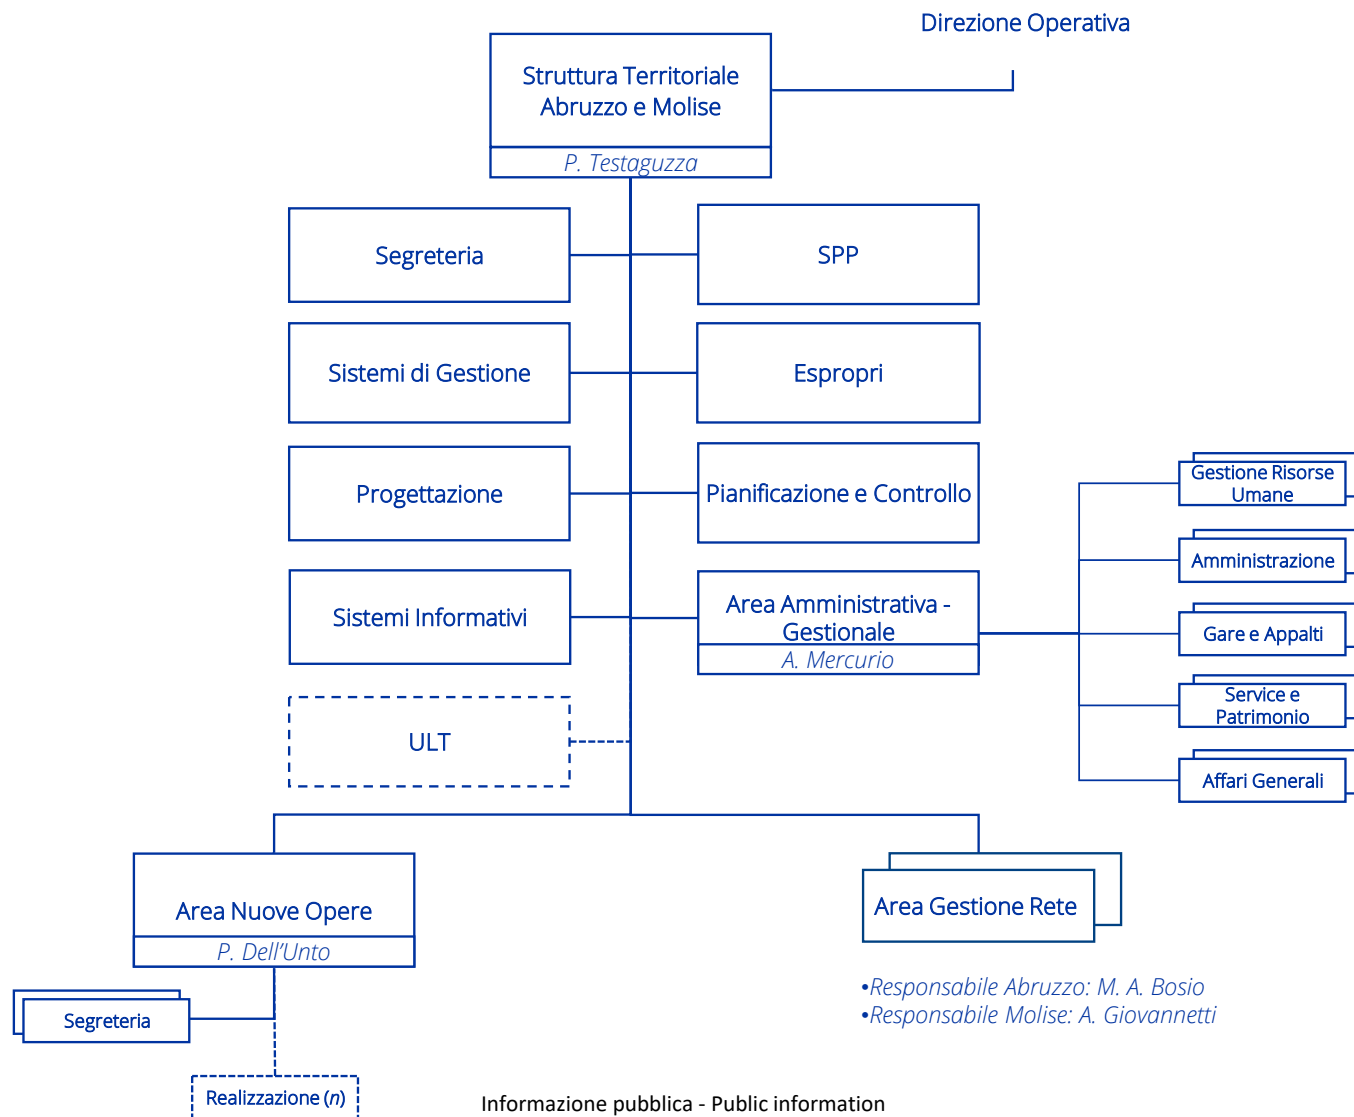 Direzione Operativa
Struttura Territoriale
Abruzzo e Molise
P. Testaguzza
Segreteria
SPP
Sistemi di Gestione
Espropri
Progettazione
Pianificazione e Controllo
Sistemi Informativi
Area Amministrativa -
Gestionale
A. Mercurio
Gestione Risorse
Umane
Amministrazione
Gare e Appalti
Service e
Patrimonio
Affari Generali
ULT
Area Nuove Opere
P. Dell’Unto
Area Gestione Rete
•Responsabile Abruzzo: M. A. Bosio
•Responsabile Molise: A. Giovannetti
Segreteria
Realizzazione (n)
Informazione pubblica - Public information